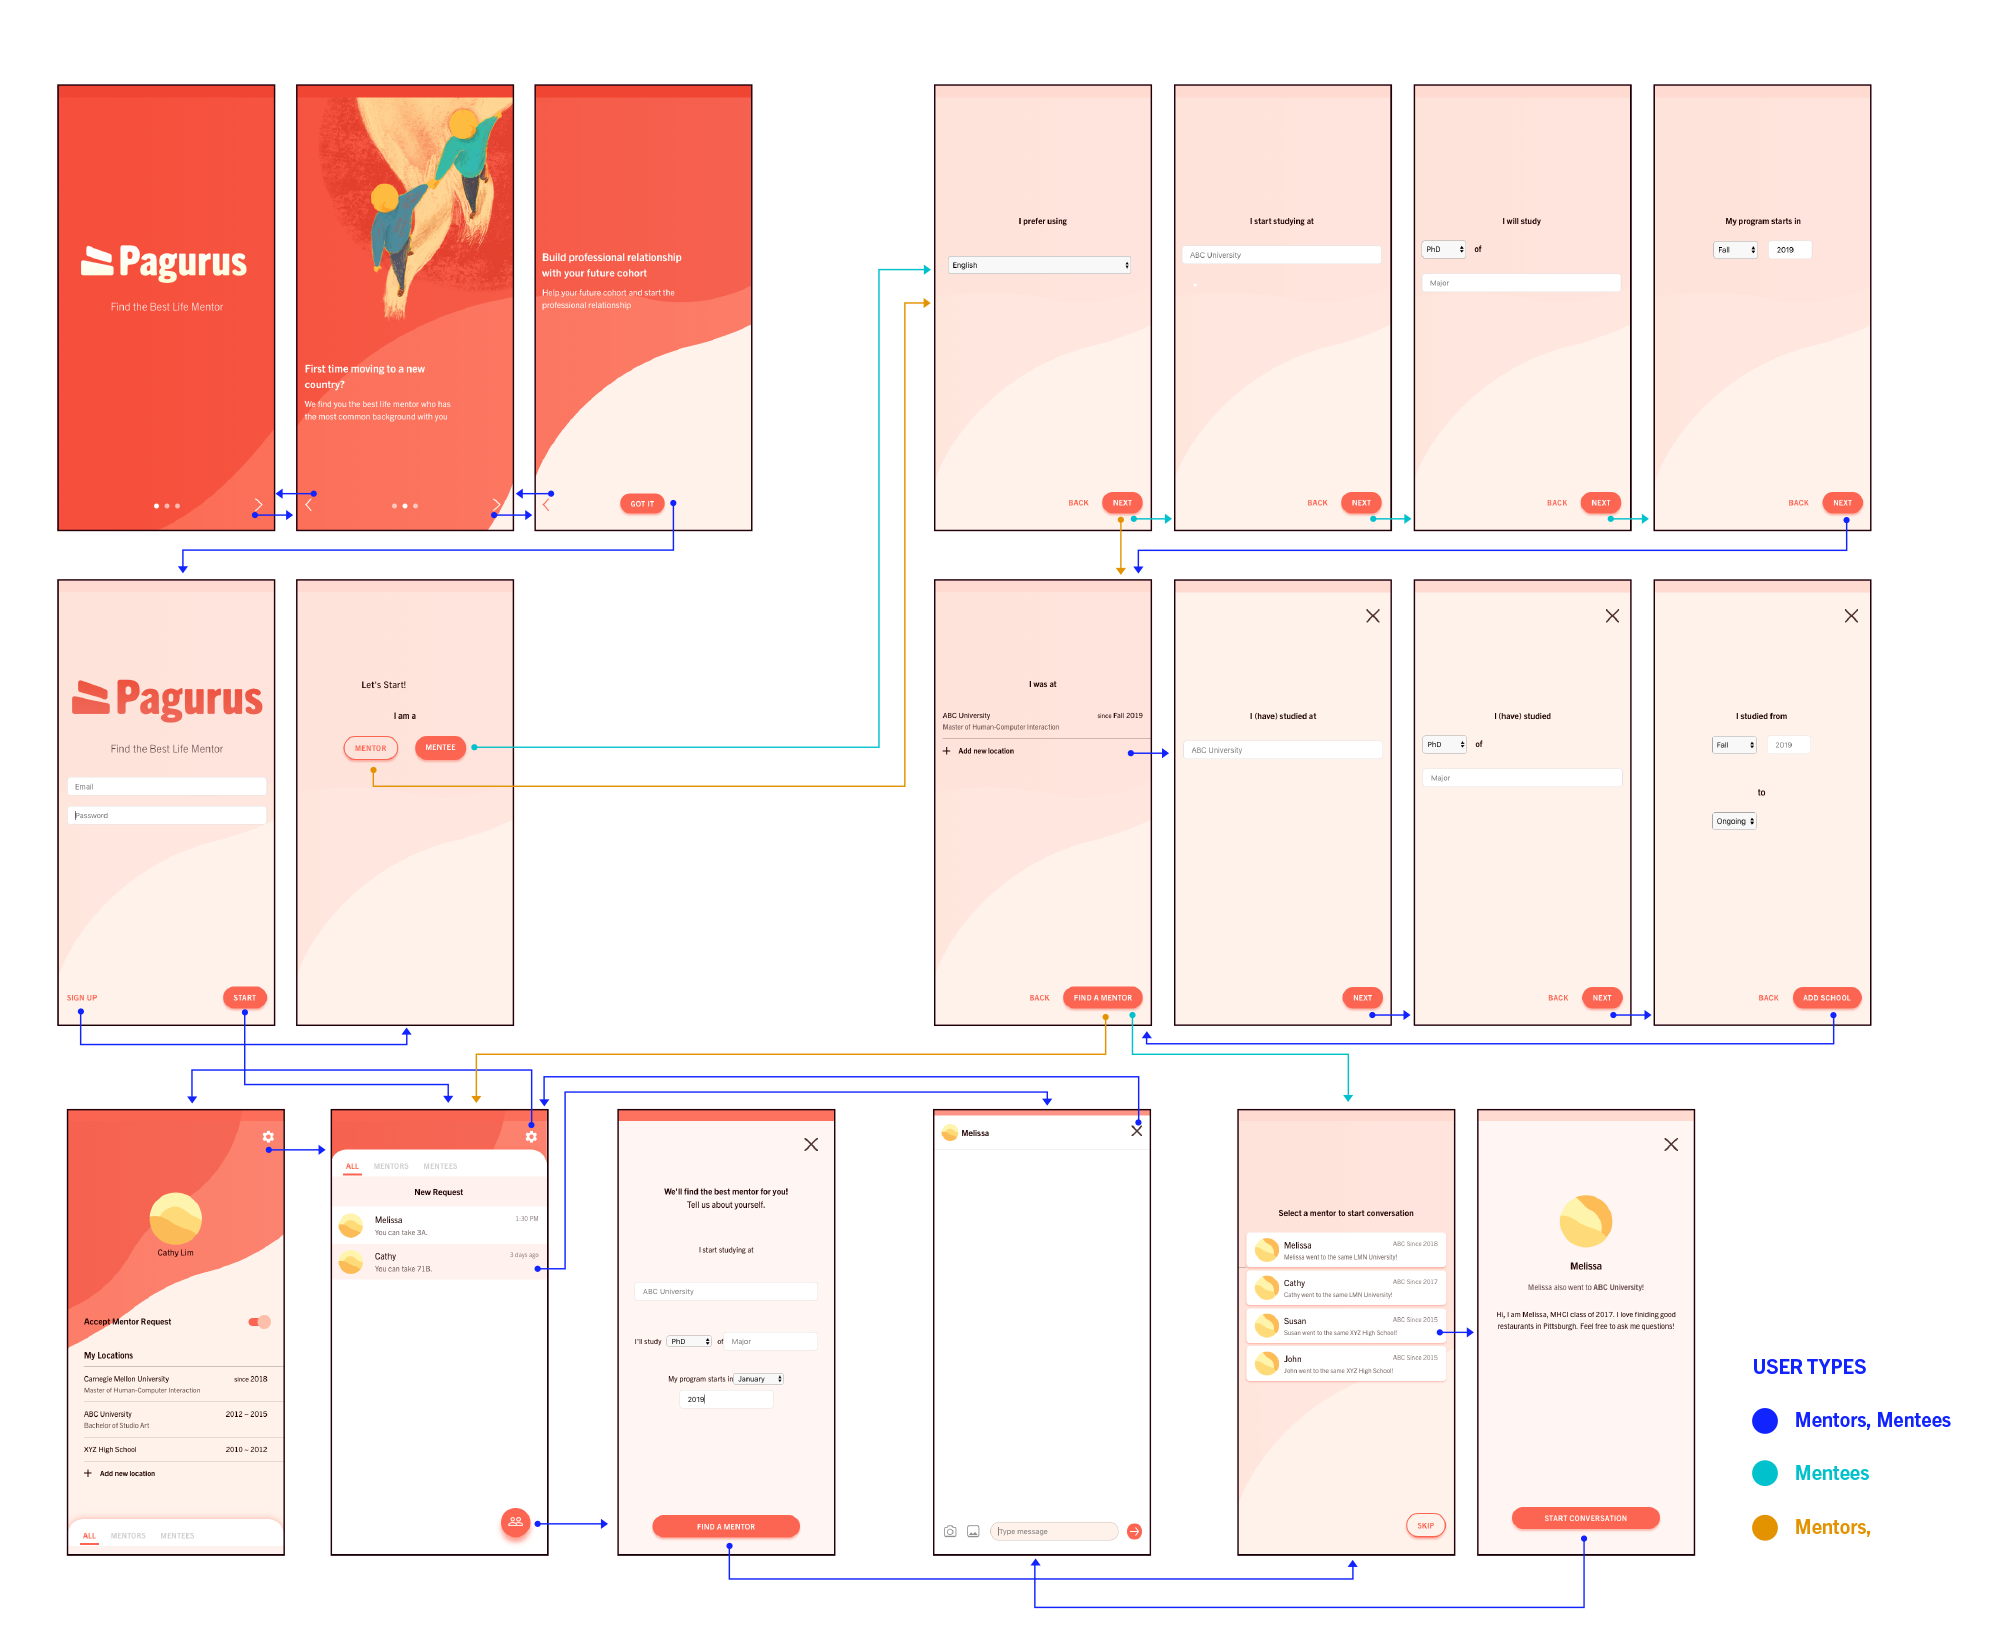 Pagurus
Find the Best Life Mentor
First time moving to a new
country?
We find you the best life mentor who has
the most common background with you
Build professional relationship
with your future cohort
Help your future cohort and start the
professional relationship
GOT IT
I prefer using
English
BACK NEXT
I start studying at
ABC University
BACK NEXT
I will study
PhD of
Major
BACK NEXT
My program starts in
Fall 2019
BACK NEXT
Pagurus
Find the Best Life Mentor
Email
Password
SIGN UP START
Let's Start!
I am a
MENTOR MENTEE
I was at
ABC University since Fall 2019
Master of Human-Computer Interaction
+ Add new location
BACK FIND A MENTOR
I (have) studied at
ABC University
NEXT
I (have) studied
PhD of
Major
BACK NEXT
I studied from
Fall 2019
to
Ongoing
BACK ADD SCHOOL
Cathy Lim
Accept Mentor Request
My Locations
Carnegie Mellon University since 2018
Master of Human-Computer Interaction
ABC University 2012 ~ 2015
Bachelor of Studio Art
XYZ High School 2010 ~ 2012
+ Add new location
ALL MENTORS MENTEES
ALL MENTORS MENTEES
New Request
Melissa 1:30 PM
You can take 3A.
Cathy 3 days ago
You can take 71B.
We'll find the best mentor for you!
Tell us about yourself.
I start studying at
ABC University
I'll study PhD of Major
My program starts in January
2019
FIND A MENTOR
Melissa
Type message
Select a mentor to start conversation
Melissa ABC Since 2018
Melissa went to the same LMN University!
Cathy ABC Since 2017
Cathy went to the same LMN University!
Susan ABC Since 2015
Susan went to the same XYZ High School!
John ABC Since 2015
John went to the same XYZ High School!
SKIP
Melissa
Melissa also went to ABC University!
Hi, I am Melissa, MHCI class of 2017. I love finiding good
restaurants in Pittsburgh. Feel free to ask me questions!
START CONVERSATION
USER TYPES
Mentors, Mentees
Mentees
Mentors,